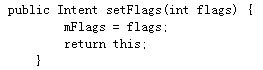 public Intent setFlags(int flags) {
    mFlags = flags;
    return this;
}